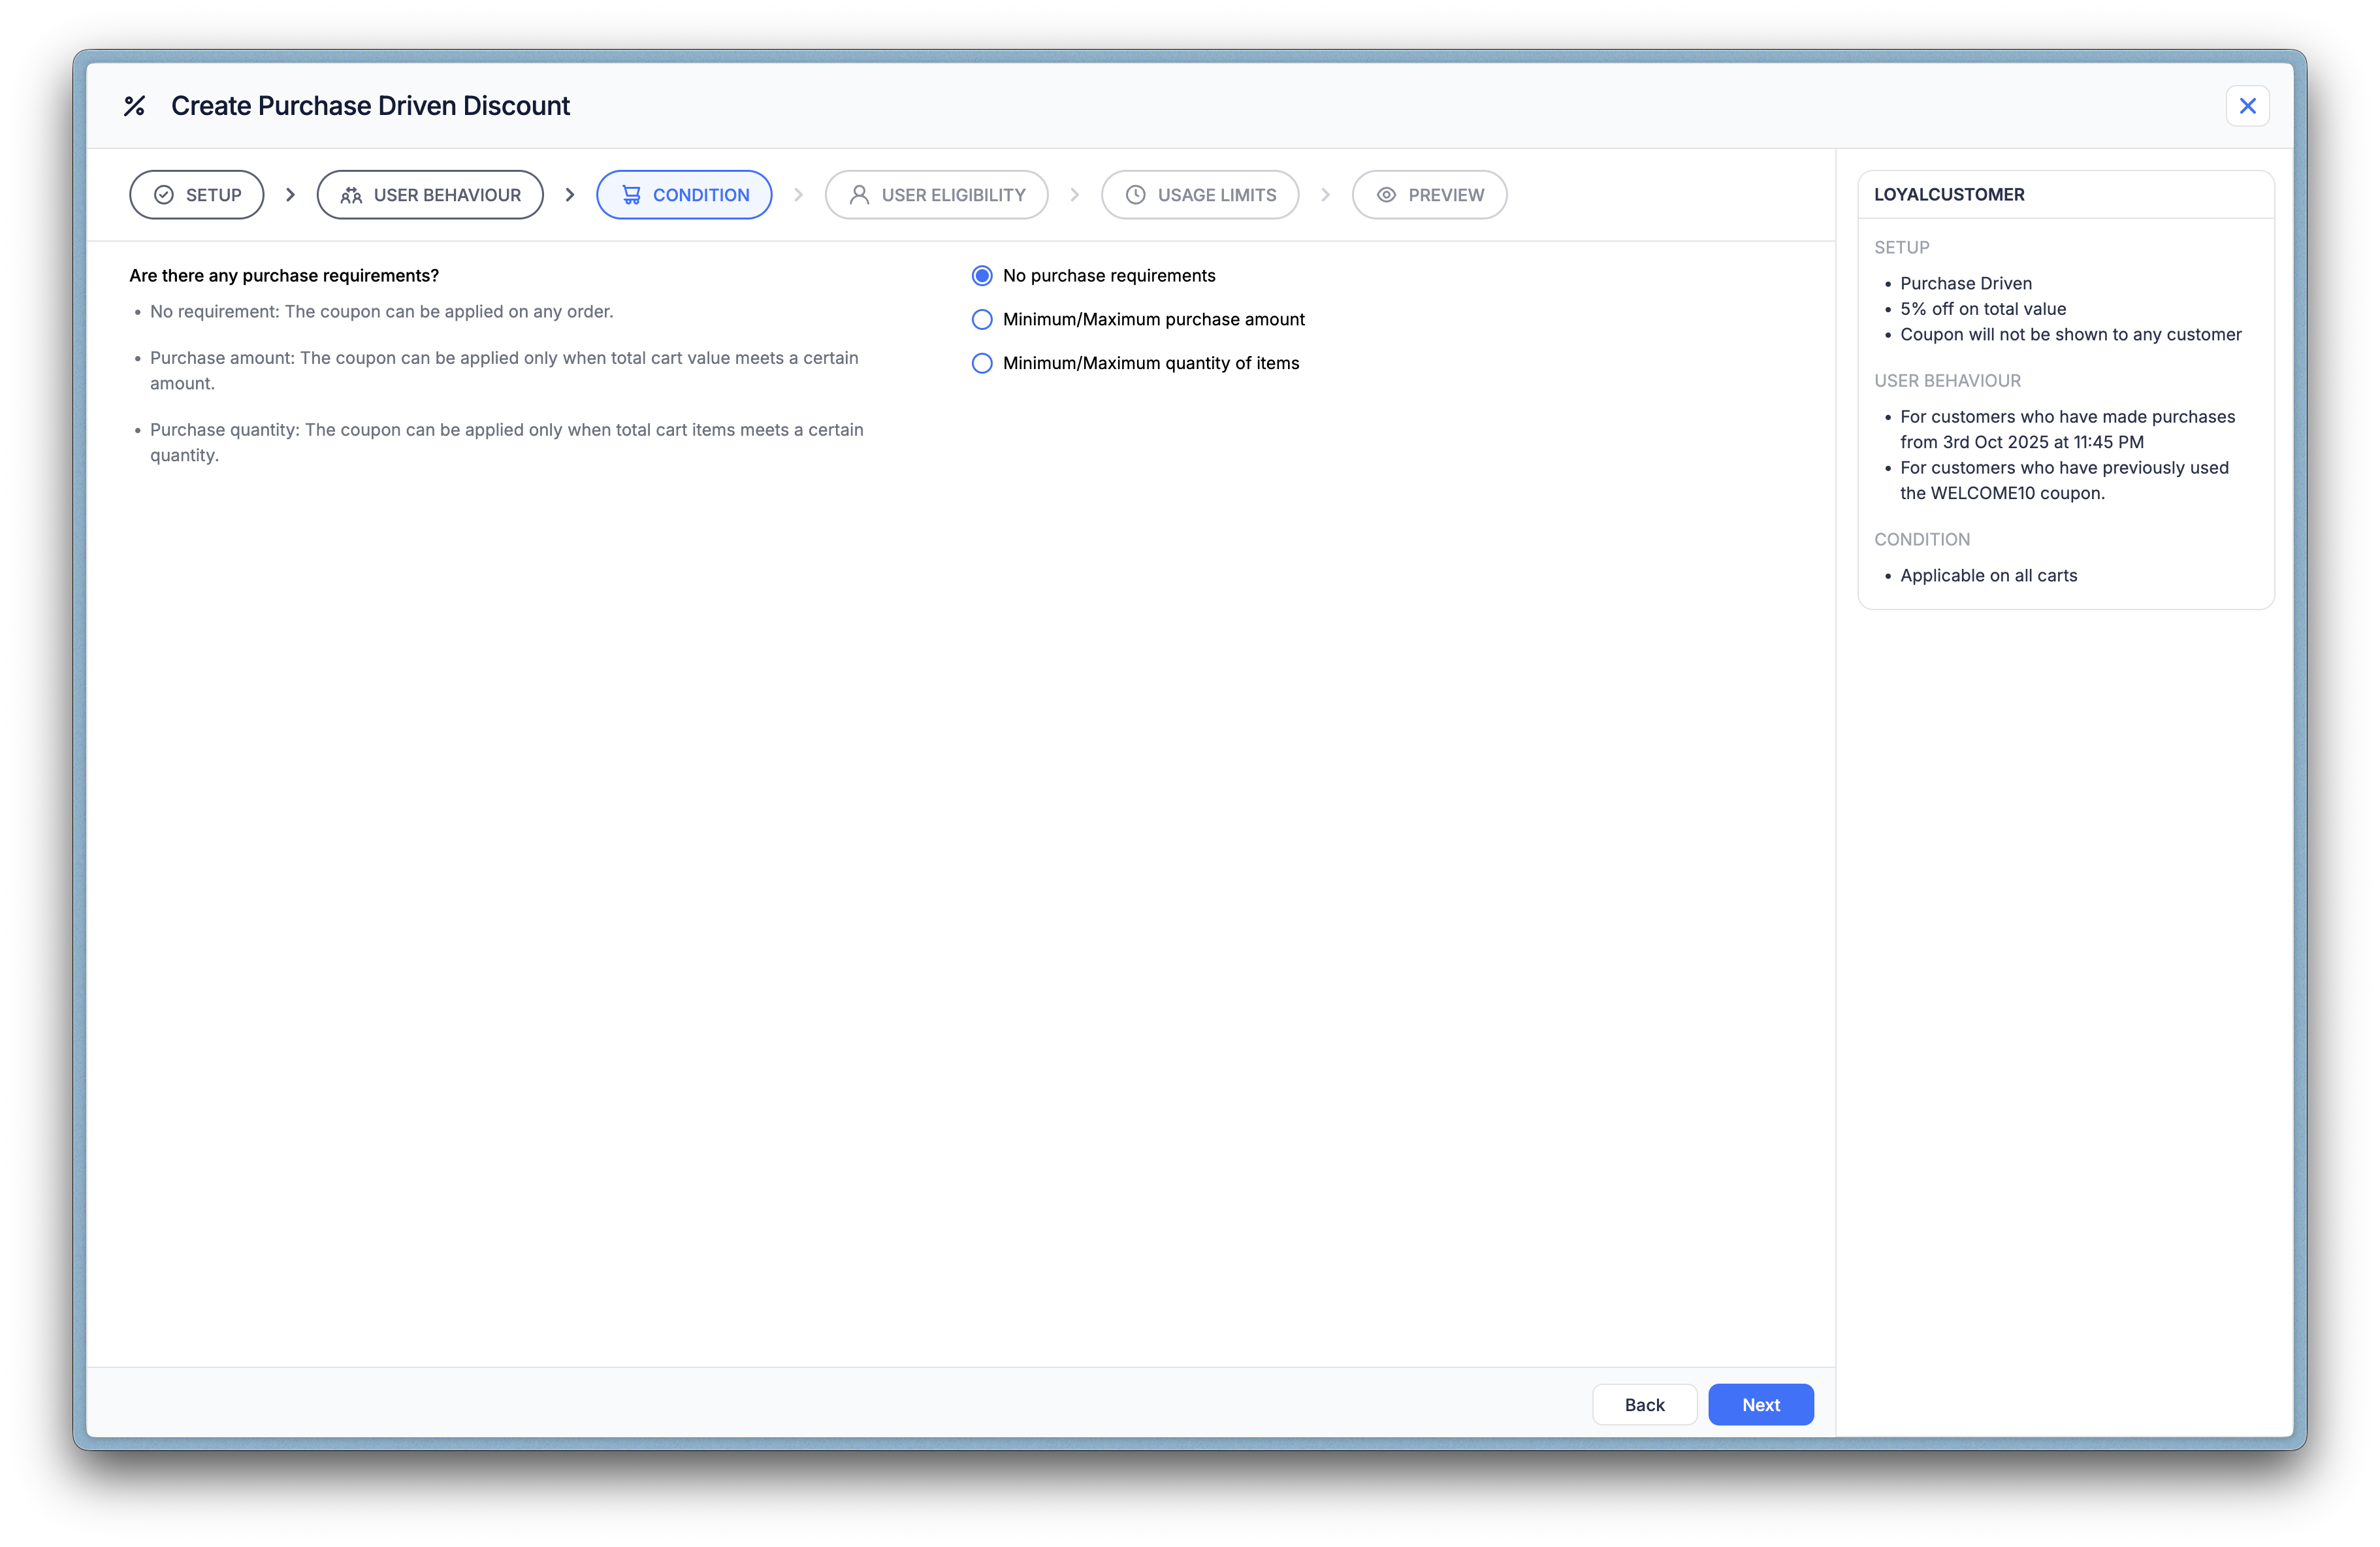 Create Purchase Driven Discount
SETUP
USER BEHAVIOUR
CONDITION
USER ELIGIBILITY
USAGE LIMITS
PREVIEW
Are there any purchase requirements?
• No requirement: The coupon can be applied on any order.
• Purchase amount: The coupon can be applied only when total cart value meets a certain
amount.
• Purchase quantity: The coupon can be applied only when total cart items meets a certain
quantity.
No purchase requirements
Minimum/Maximum purchase amount
Minimum/Maximum quantity of items
LOYALCUSTOMER
SETUP
• Purchase Driven
• 5% off on total value
• Coupon will not be shown to any customer
USER BEHAVIOUR
• For customers who have made purchases
from 3rd Oct 2025 at 11:45 PM
• For customers who have previously used
the WELCOME10 coupon.
CONDITION
• Applicable on all carts
Back
Next